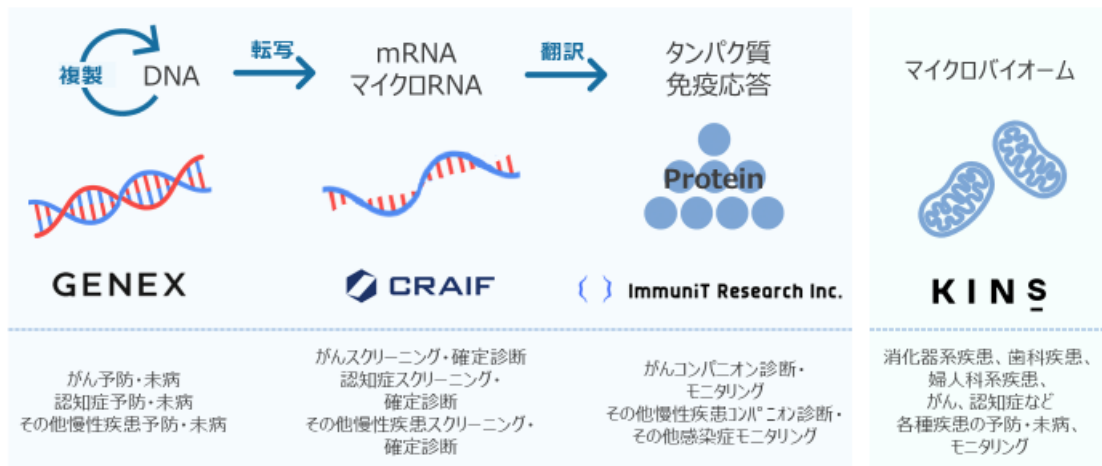 複製
DNA
転写
mRNA
マイクロRNA
翻訳
タンパク質
免疫応答
マイクロバイオーム
Protein
GENEX
CRAIF
ImmuniT Research Inc.
KINS
がん予防・未病
認知症予防・未病
その他慢性疾患予防・未病
がんスクリーニング・確定診断
認知症スクリーニング・
確定診断
その他慢性疾患スクリーニング・
確定診断
がんコンパニオン診断・
モニタリング
その他慢性疾患コンパニオン診断・
その他感染症モニタリング
消化器系疾患、歯科疾患、
婦人科系疾患、
がん、認知症など
各種疾患の予防・未病、
モニタリング